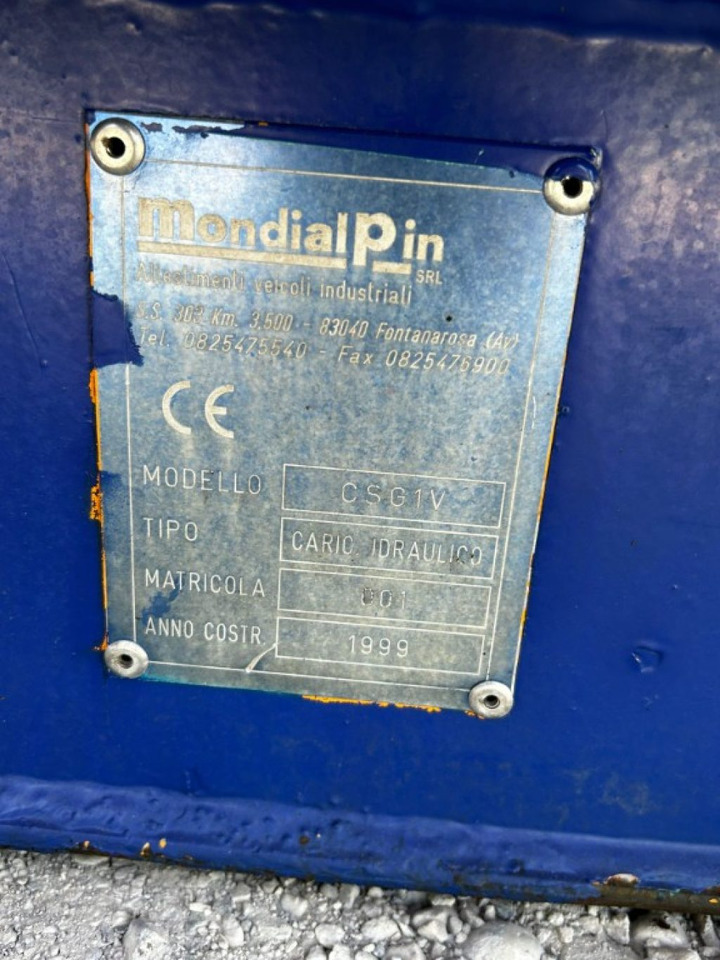 mondialPin
SRL
Allestimenti veicoli industriali
S.S. 303 Km. 3,500 - 83040 Fontanarosa (Av)
Tel. 0825475540 - Fax 0825476900
CE
MODELLO CSG1V
TIPO CARIC. IDRAULICO
MATRICOLA 001
ANNO COSTR. 1999